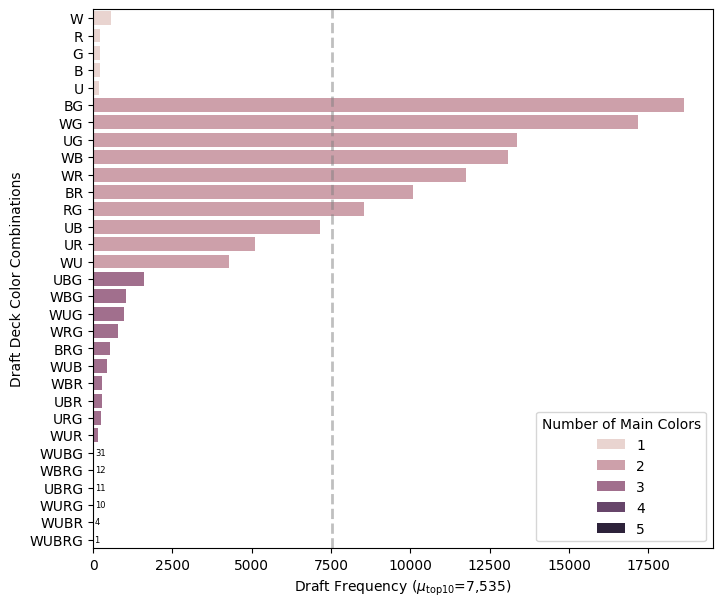 Draft Deck Color Combinations
W
R
G
B
U
BG
WG
UG
WB
WR
BR
RG
UB
UR
WU
UBG
WBG
WUG
WRG
BRG
WUB
WBR
UBR
URG
WUR
WUBG 31
WBRG 12
UBRG 11
WURG 10
WUBR 4
WUBRG 1
Number of Main Colors
1
2
3
4
5
0 2500 5000 7500 10000 12500 15000 17500
Draft Frequency (μtop10=7,535)